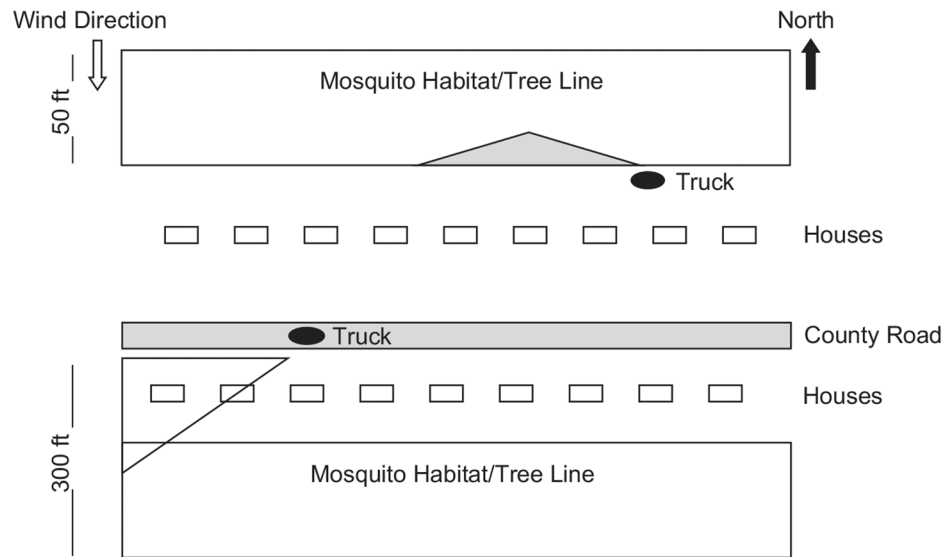 Wind Direction
North
Mosquito Habitat/Tree Line
50 ft
Truck
Houses
Truck
County Road
Houses
300 ft
Mosquito Habitat/Tree Line